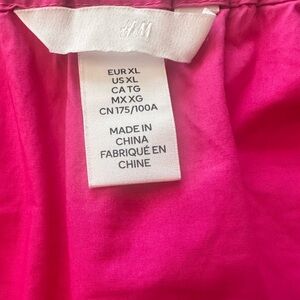 H&M
EUR XL
US XL
CA TG
MX XG
CN 175/100A
MADE IN
CHINA
FABRIQUÉ EN
CHINE